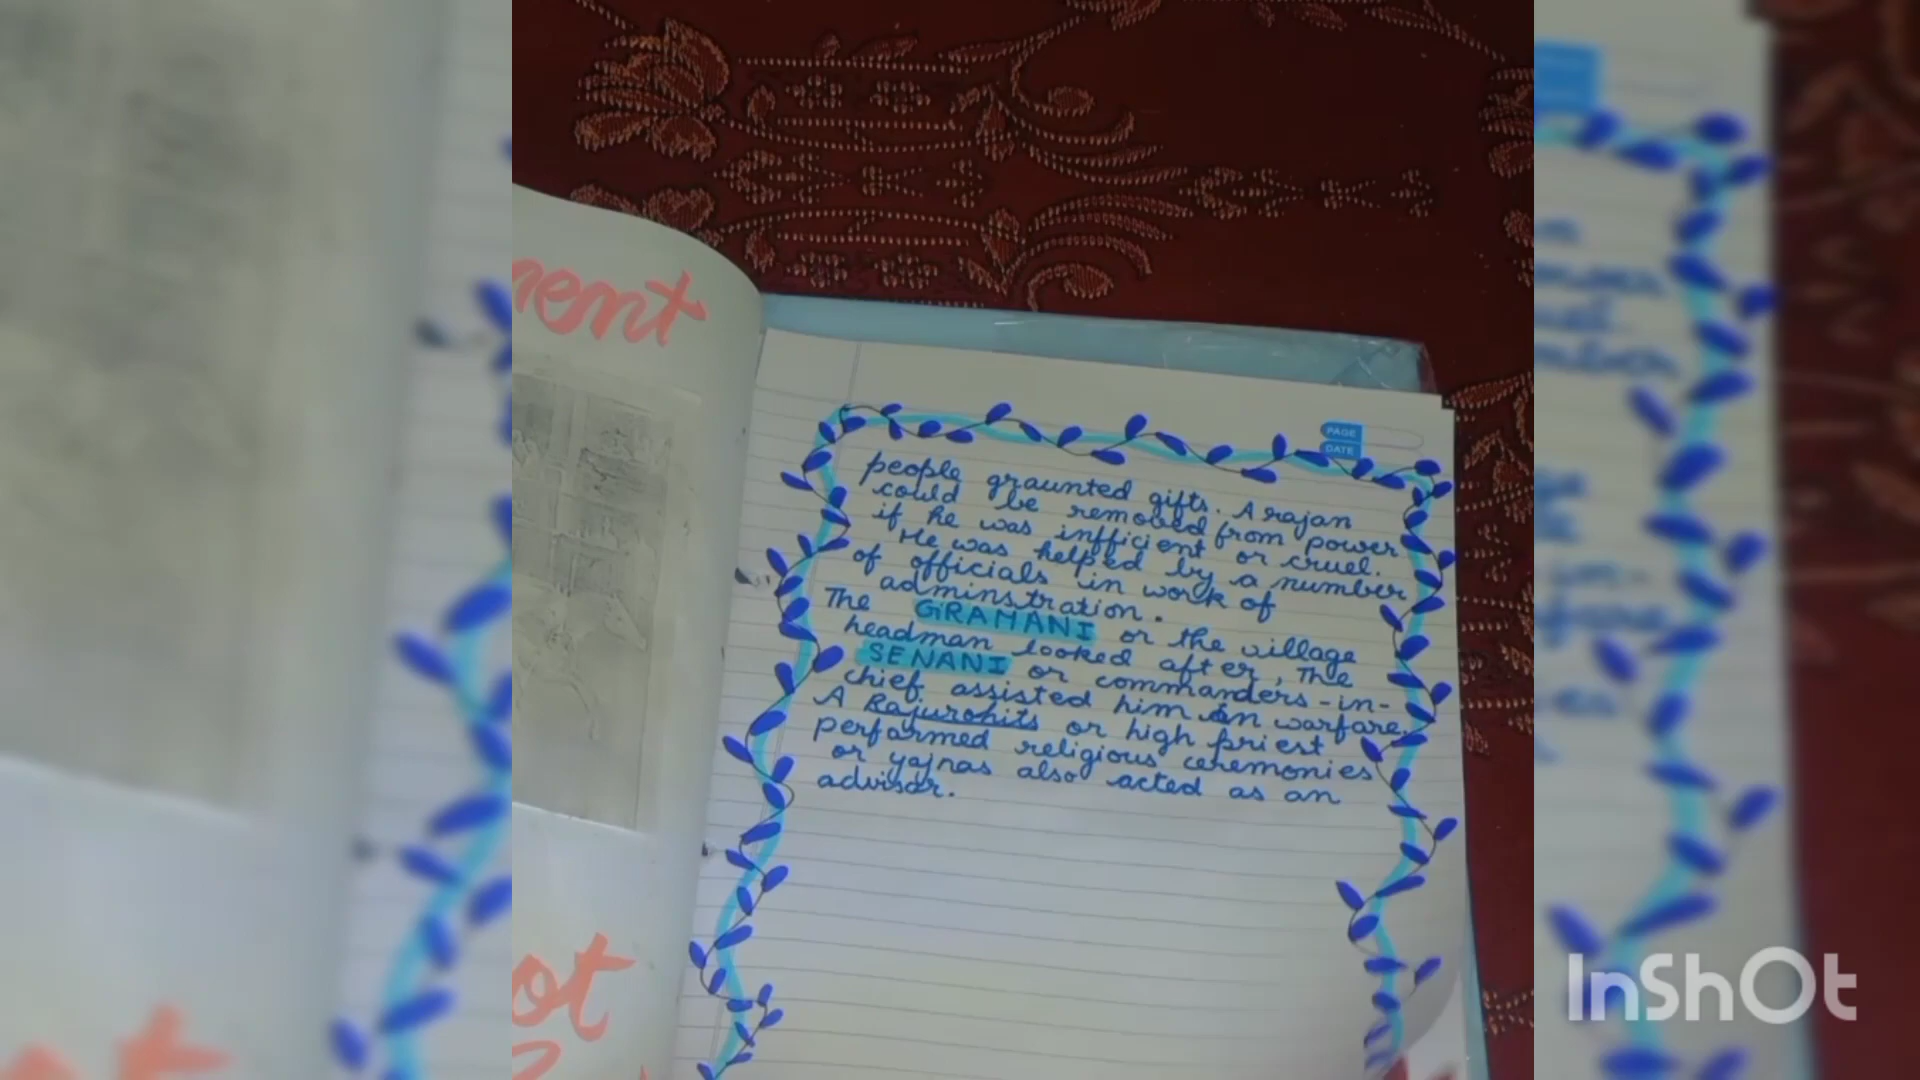 ment
ot
PAGE
DATE
people graunted gifts. A rajan
could be removed from power
if he was infficient or cruel.
He was helped by a number
of officials in work of
adminstration.
The GRAMANI or the village
headman looked after, The
SENANI or commanders-in-
chief assisted him in warfare.
A Rajurohits or high priest
performed religious ceremonies
or yajnas also acted as an
advisor.
InShOt